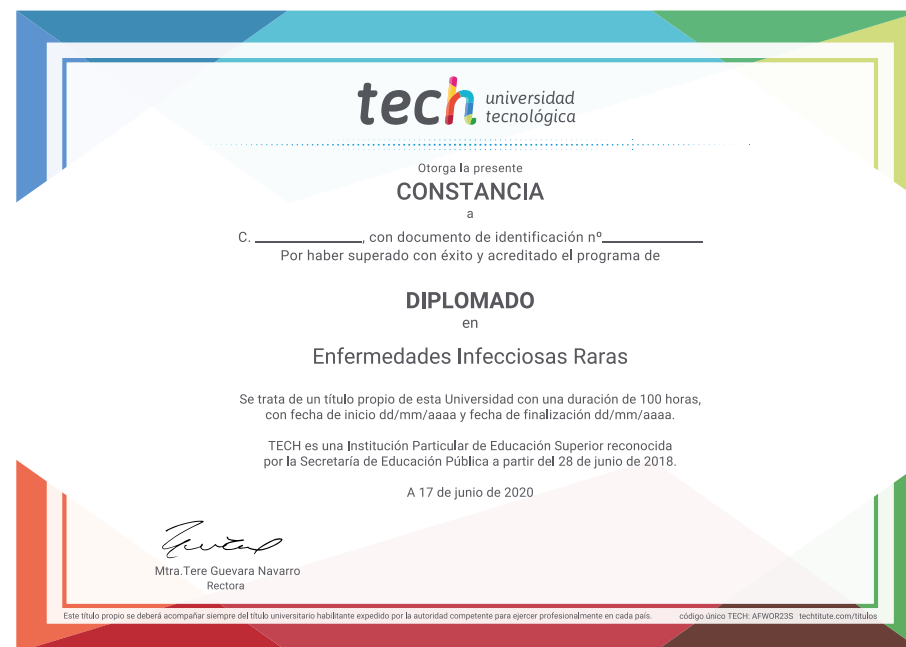 tech universidad
tecnológica
Otorga la presente
CONSTANCIA
a
C. ____________, con documento de identificación nº____________
Por haber superado con éxito y acreditado el programa de
DIPLOMADO
en
Enfermedades Infecciosas Raras
Se trata de un título propio de esta Universidad con una duración de 100 horas,
con fecha de inicio dd/mm/aaaa y fecha de finalización dd/mm/aaaa.
TECH es una Institución Particular de Educación Superior reconocida
por la Secretaría de Educación Pública a partir del 28 de junio de 2018.
A 17 de junio de 2020
Mtra.Tere Guevara Navarro
Rectora
Este título propio se deberá acompañar siempre del título universitario habilitante expedido por la autoridad competente para ejercer profesionalmente en cada país. código único TECH: AFWOR23S techtitute.com/titulos